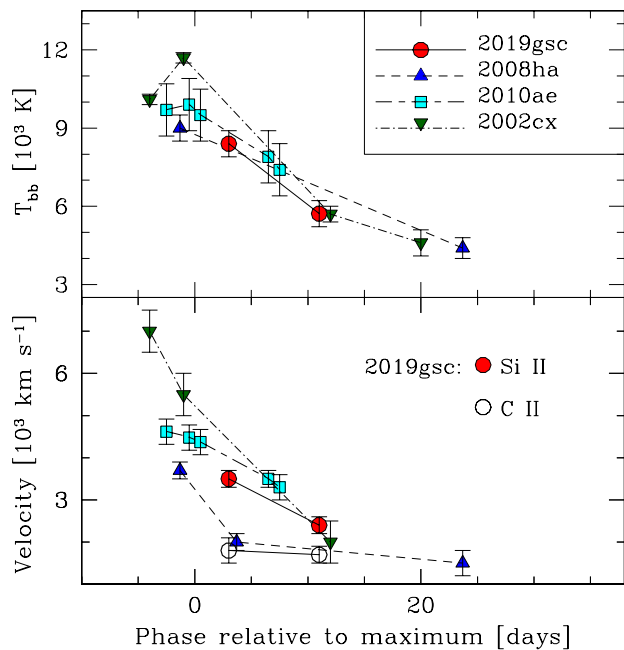 12
9
6
3
T_bb [10³ K]
2019gsc
2008ha
2010ae
2002cx
6
3
Velocity [10³ km s⁻¹]
2019gsc: Si II
C II
0 20
Phase relative to maximum [days]